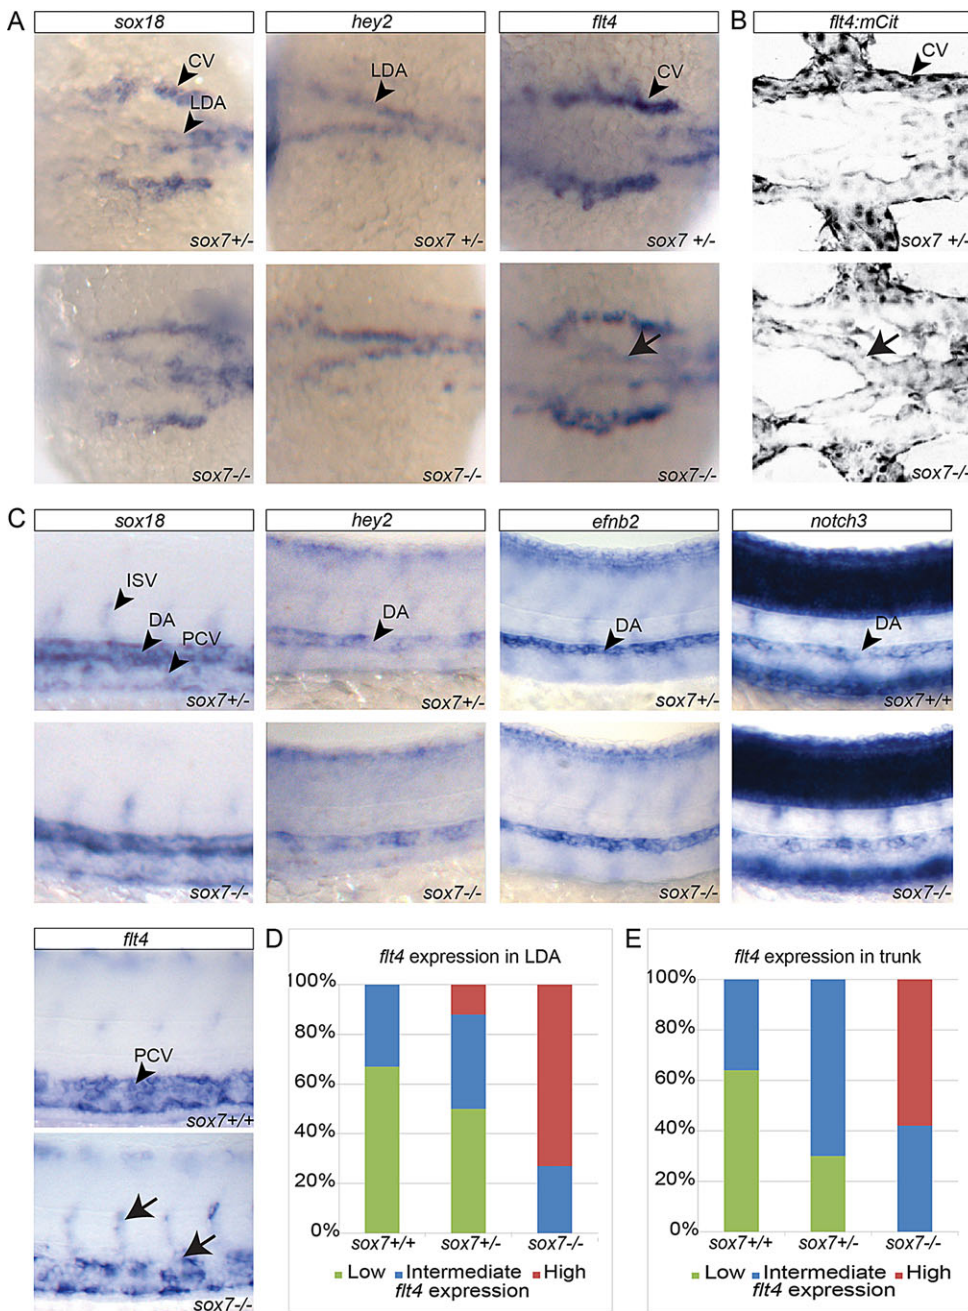 A
sox18
hey2
flt4
B
flt4:mCit
CV
LDA
sox7+/-
LDA
sox7 +/-
CV
sox7 +/-
CV
sox7 +/-
sox7-/-
sox7-/-
sox7-/-
sox7-/-
C
sox18
hey2
efnb2
notch3
ISV
DA
PCV
sox7+/-
DA
sox7+/-
DA
sox7+/-
DA
sox7+/+
sox7-/-
sox7-/-
sox7-/-
sox7-/-
flt4
PCV
sox7+/+
sox7-/-
D
flt4 expression in LDA
100%
80%
60%
40%
20%
0%
sox7+/+ sox7+/- sox7-/-
Low Intermediate High
flt4 expression
E
flt4 expression in trunk
100%
80%
60%
40%
20%
0%
sox7+/+ sox7+/- sox7-/-
Low Intermediate High
flt4 expression